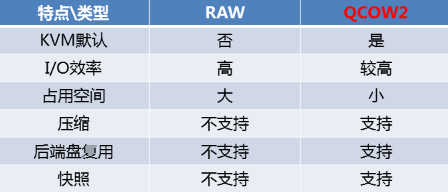 特点\类型 RAW QCOW2
KVM默认 否 是
I/O效率 高 较高
占用空间 大 小
压缩 不支持 支持
后端盘复用 不支持 支持
快照 不支持 支持